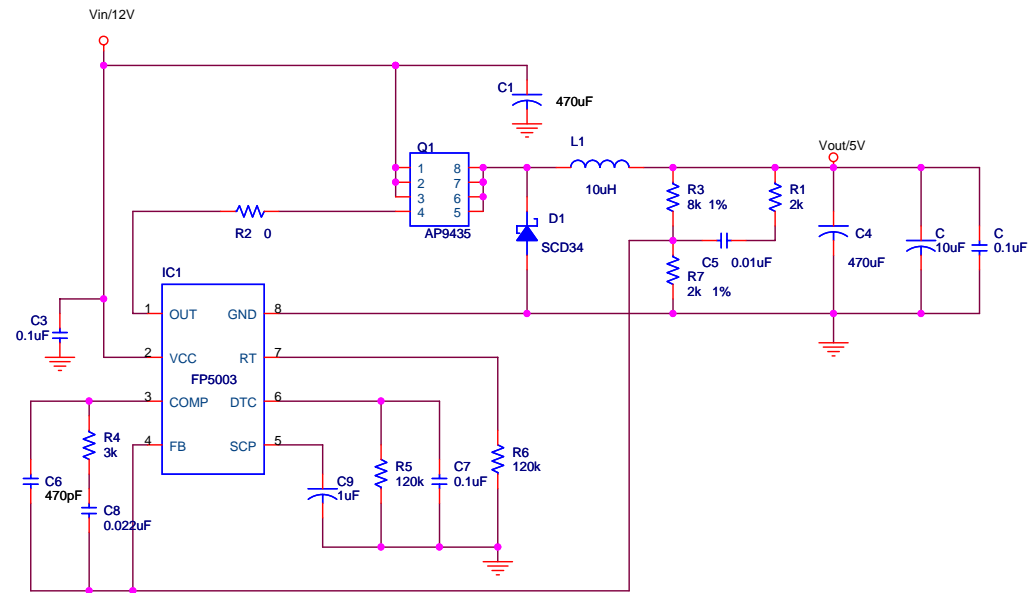 Vin/12V
C1
470uF
Q1
1 8
2 7
3 6
4 5
AP9435
L1
10uH
Vout/5V
R3
8k 1%
R1
2k
D1
SCD34
R2 0
C5 0.01uF
R7
2k 1%
C4
470uF
C
10uF
C
0.1uF
IC1
C3
0.1uF
1 OUT GND 8
2 VCC RT 7
FP5003
3 COMP DTC 6
4 FB SCP 5
R4
3k
C6
470pF
C8
0.022uF
C9
1uF
R5
120k
C7
0.1uF
R6
120k